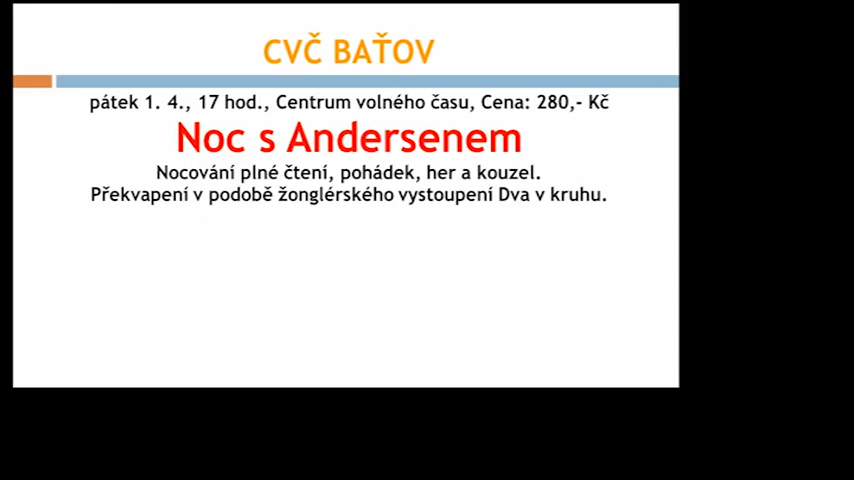 CVČ BAŤOV
pátek 1. 4., 17 hod., Centrum volného času, Cena: 280,- Kč
Noc s Andersenem
Nocování plné čtení, pohádek, her a kouzel.
Překvapení v podobě žonglérského vystoupení Dva v kruhu.